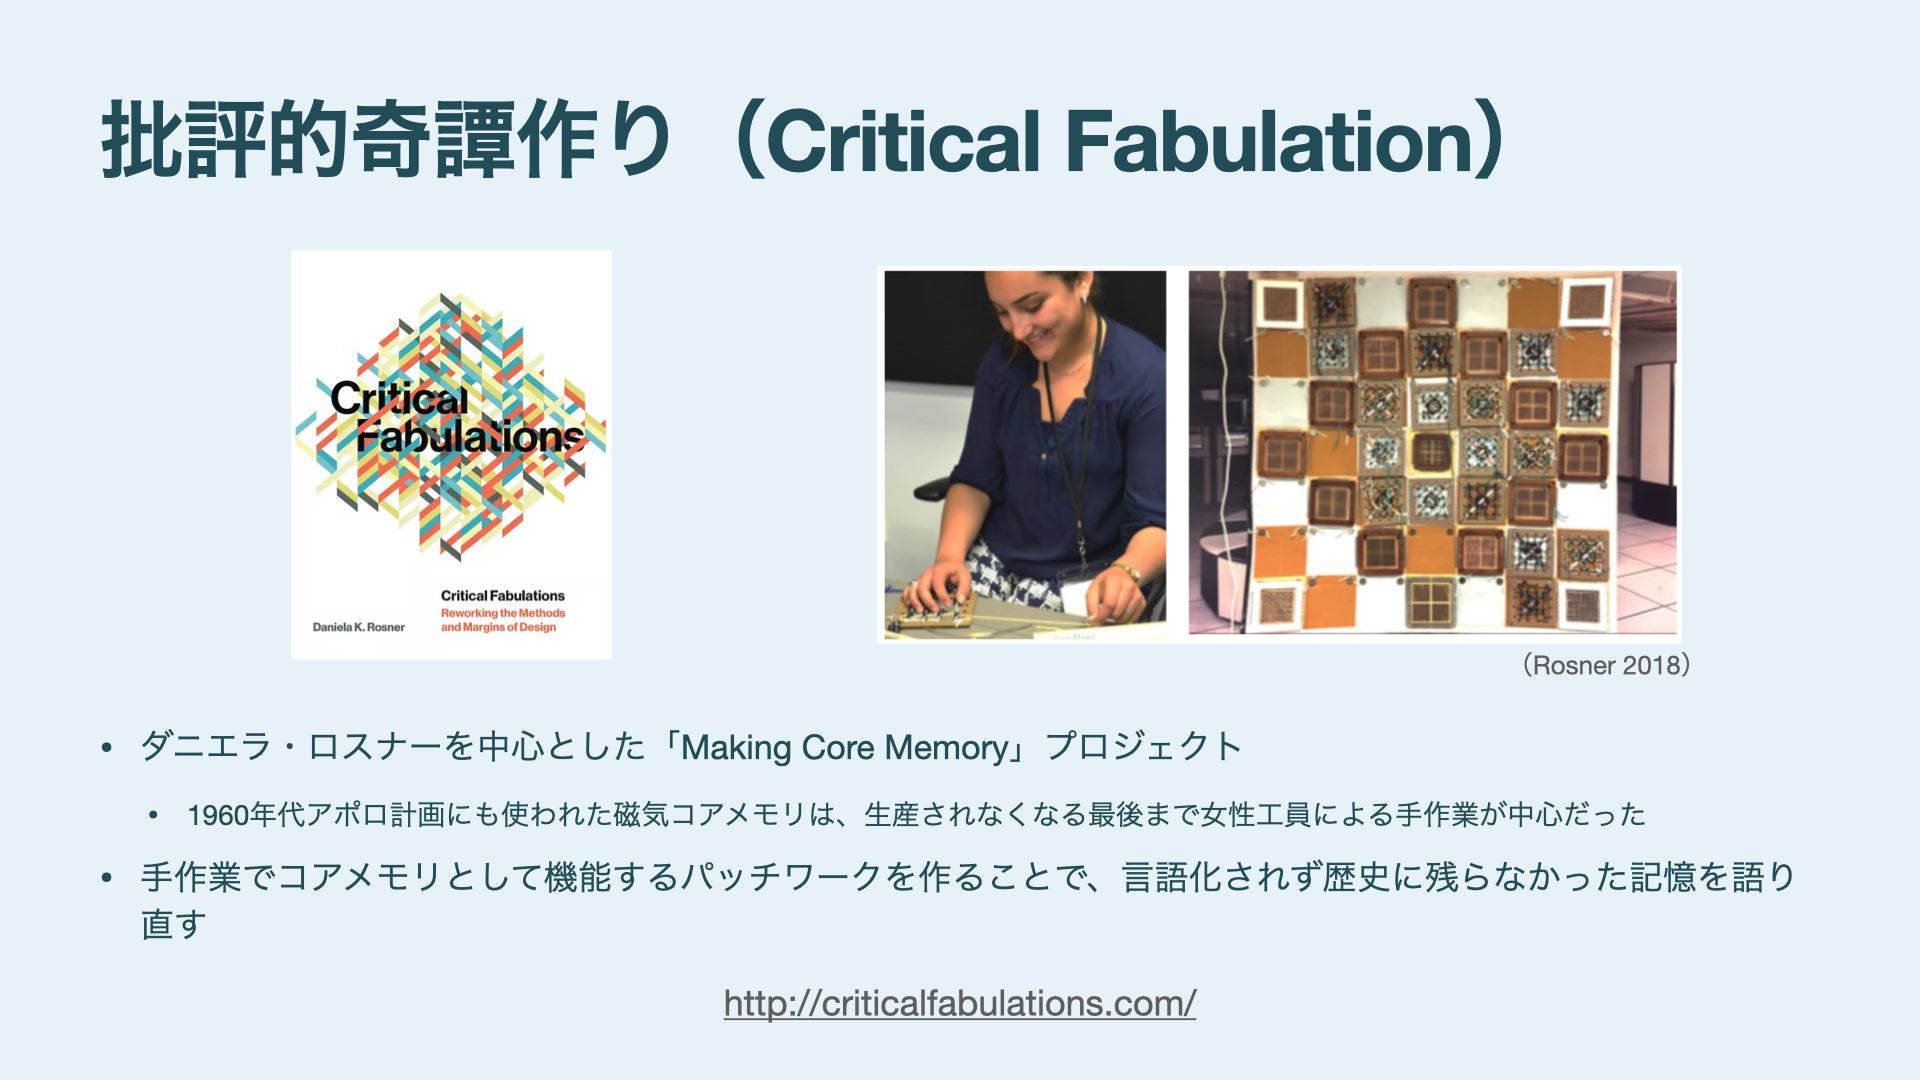 批評的奇譚作り（Critical Fabulation）
Critical
Fabulations
Critical Fabulations
Reworking the Methods
and Margins of Design
Daniela K. Rosner
（Rosner 2018）
• ダニエラ・ロスナーを中心とした「Making Core Memory」プロジェクト
• 1960年代アポロ計画にも使われた磁気コアメモリは、生産されなくなる最後まで女性工員による手作業が中心だった
• 手作業でコアメモリとして機能するパッチワークを作ることで、言語化されず歴史に残らなかった記憶を語り
直す
http://criticalfabulations.com/